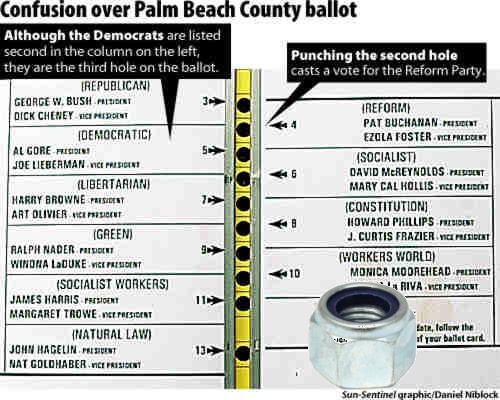 Confusion over Palm Beach County ballot
Although the Democrats are listed
second in the column on the left,
they are the third hole on the ballot.
Punching the second hole
casts a vote for the Reform Party.
(REPUBLICAN)
GEORGE W. BUSH - PRESIDENT
DICK CHENEY - VICE PRESIDENT
3
(DEMOCRATIC)
AL GORE - PRESIDENT
JOE LIEBERMAN - VICE PRESIDENT
5
(LIBERTARIAN)
HARRY BROWNE - PRESIDENT
ART OLIVIER - VICE PRESIDENT
7
(GREEN)
RALPH NADER - PRESIDENT
WINONA LaDUKE - VICE PRESIDENT
9
(SOCIALIST WORKERS)
JAMES HARRIS - PRESIDENT
MARGARET TROWE - VICE PRESIDENT
11
(NATURAL LAW)
JOHN HAGELIN - PRESIDENT
NAT GOLDHABER - VICE PRESIDENT
13
(REFORM)
4
PAT BUCHANAN - PRESIDENT
EZOLA FOSTER - VICE PRESIDENT
(SOCIALIST)
6
DAVID McREYNOLDS - PRESIDENT
MARY CAL HOLLIS - VICE PRESIDENT
(CONSTITUTION)
8
HOWARD PHILLIPS - PRESIDENT
J. CURTIS FRAZIER - VICE PRESIDENT
(WORKERS WORLD)
10
MONICA MOOREHEAD - PRESIDENT
La RIVA - VICE PRESIDENT
date, follow the
of your ballot card.
Sun-Sentinel graphic/Daniel Niblock